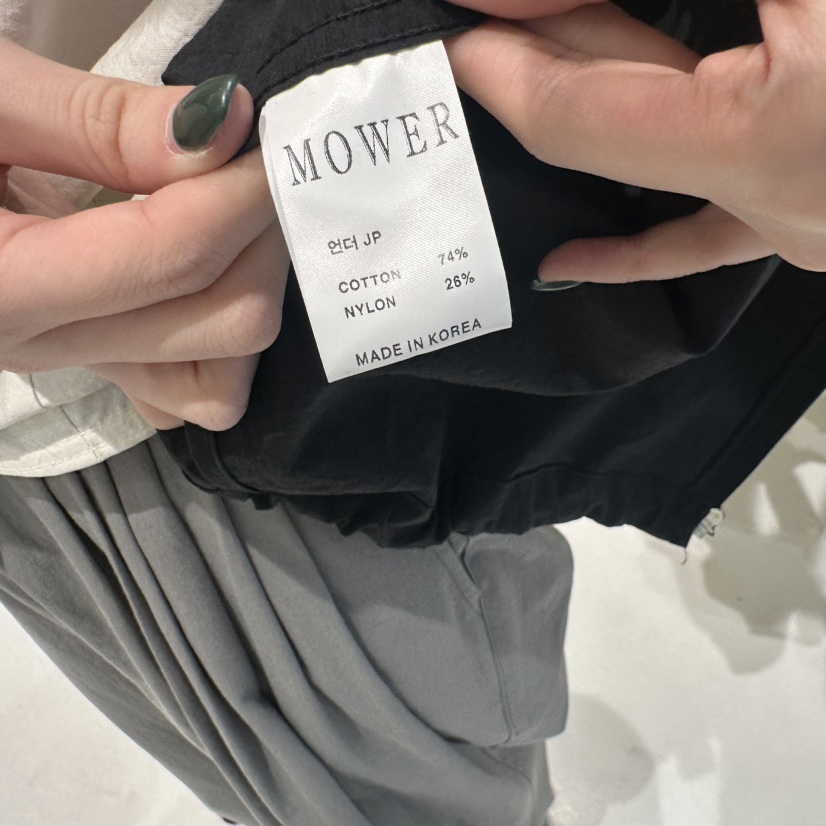 MOWER
언더 JP
COTTON 74%
NYLON 26%
MADE IN KOREA